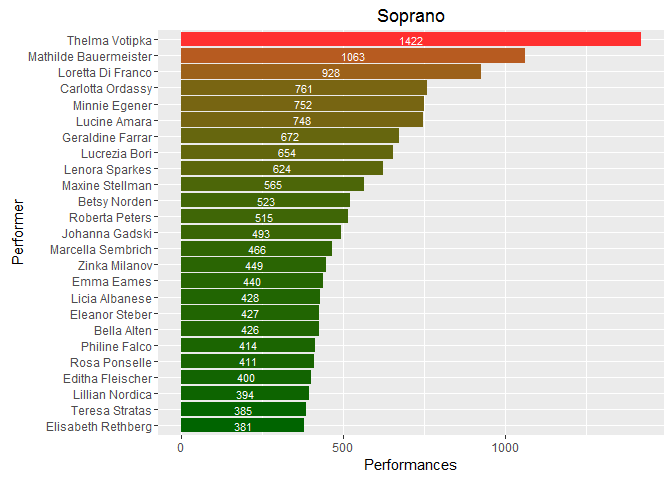 Soprano
Thelma Votipka 1422
Mathilde Bauermeister 1063
Loretta Di Franco 928
Carlotta Ordassy 761
Minnie Egener 752
Lucine Amara 748
Geraldine Farrar 672
Lucrezia Bori 654
Lenora Sparkes 624
Maxine Stellman 565
Betsy Norden 523
Roberta Peters 515
Johanna Gadski 493
Marcella Sembrich 466
Zinka Milanov 449
Emma Eames 440
Licia Albanese 428
Eleanor Steber 427
Bella Alten 426
Philine Falco 414
Rosa Ponselle 411
Editha Fleischer 400
Lillian Nordica 394
Teresa Stratas 385
Elisabeth Rethberg 381
Performer
0 500 1000
Performances